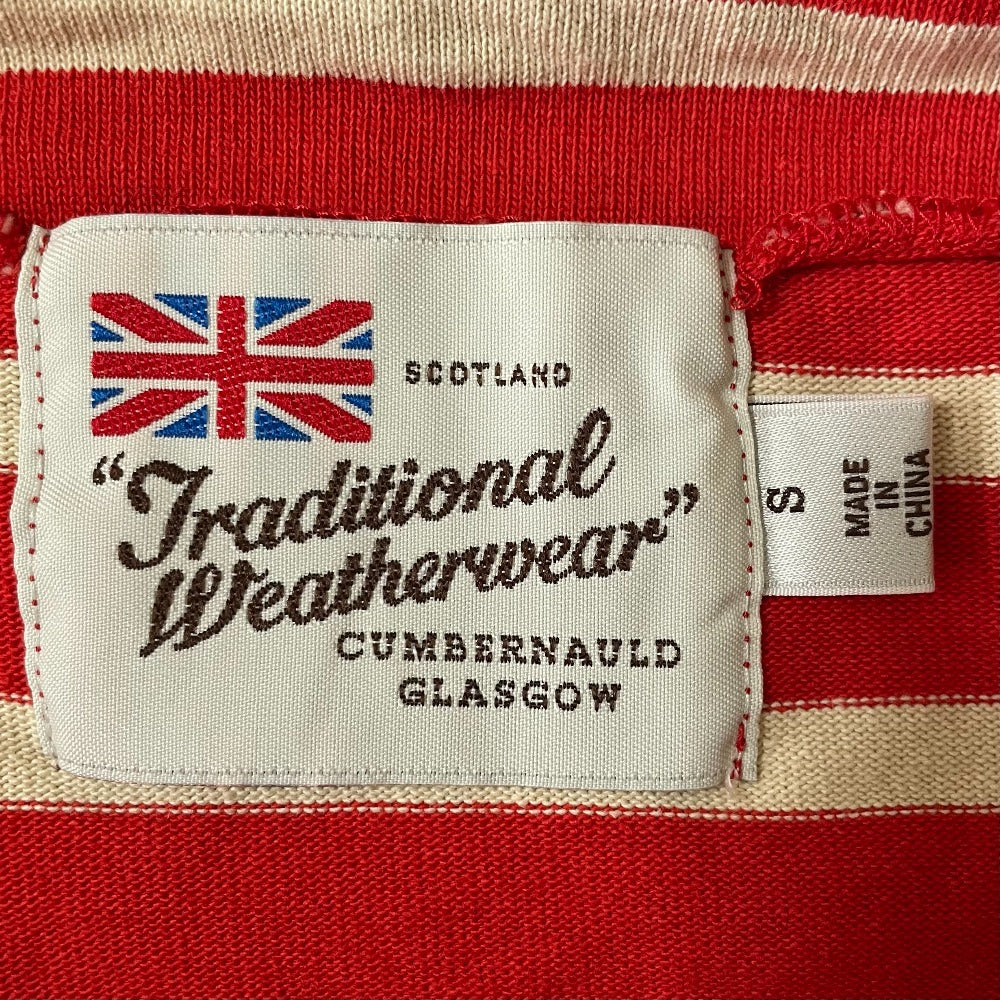 SCOTLAND
“Traditional
Weatherwear”
CUMBERNAULD
GLASGOW
S
MADE
IN
CHINA